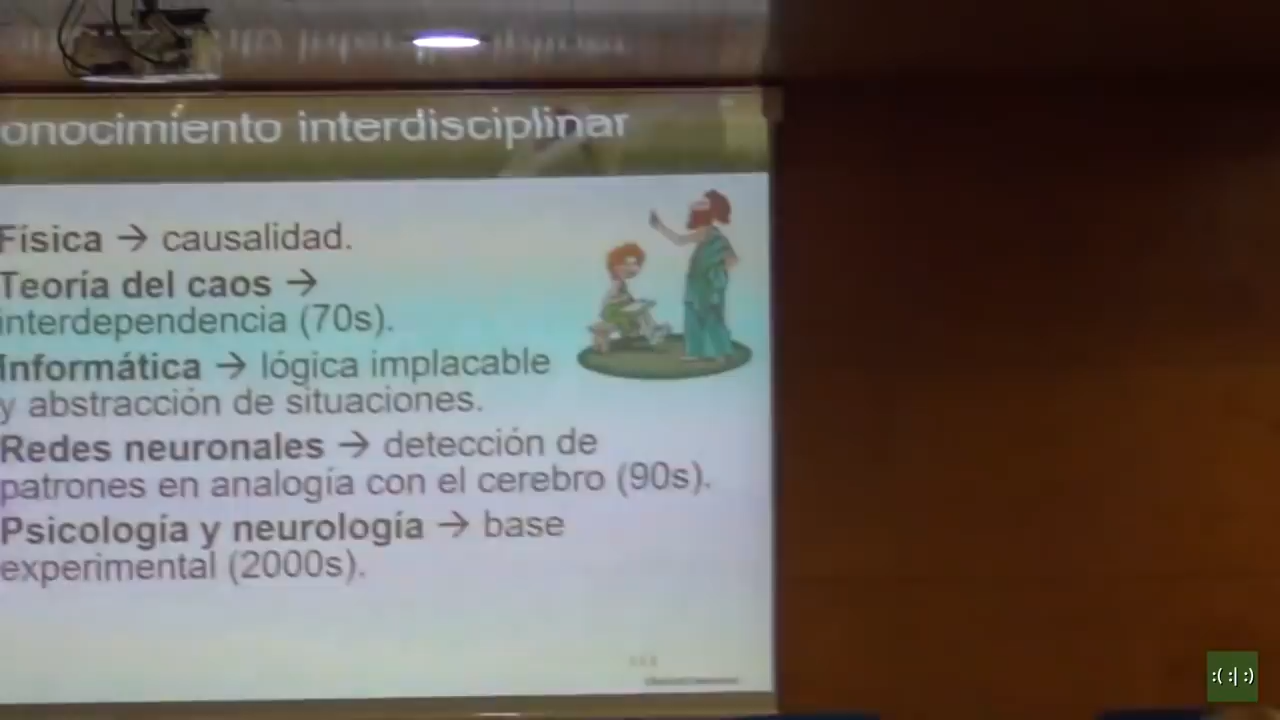 onocimiento interdisciplinar
Física → causalidad.
Teoría del caos →
interdependencia (70s).
Informática → lógica implacable
y abstracción de situaciones.
Redes neuronales → detección de
patrones en analogía con el cerebro (90s).
Psicología y neurología → base
experimental (2000s).
:( :| :)